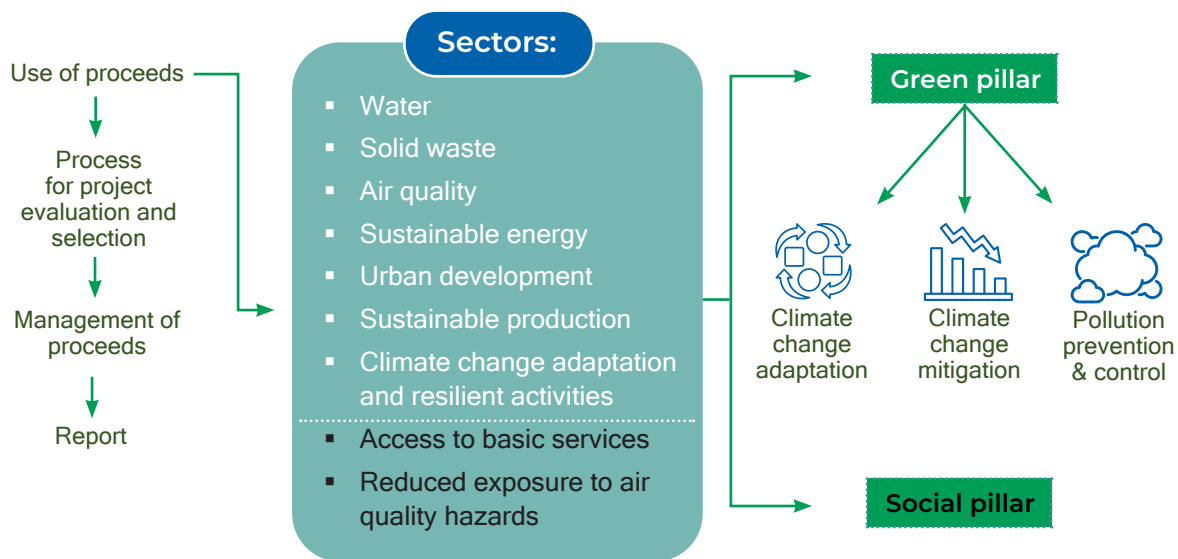 Use of proceeds
Process
for project
evaluation and
selection
Management of
proceeds
Report
Sectors:
▪ Water
▪ Solid waste
▪ Air quality
▪ Sustainable energy
▪ Urban development
▪ Sustainable production
▪ Climate change adaptation
and resilient activities
▪ Access to basic services
▪ Reduced exposure to air
quality hazards
Green pillar
Climate
change
adaptation
Climate
change
mitigation
Pollution
prevention
& control
Social pillar